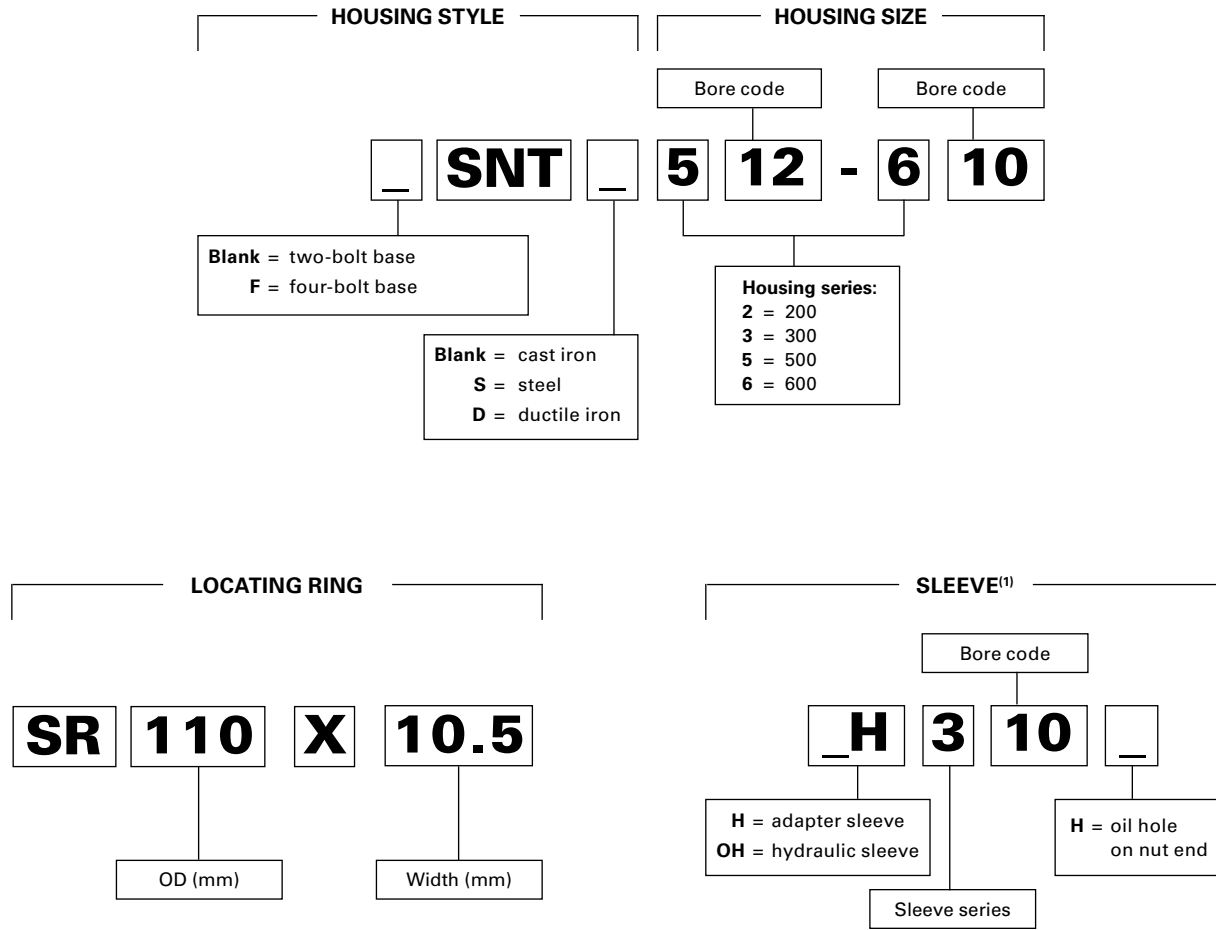 HOUSING STYLE
HOUSING SIZE
Bore code
Bore code
_ SNT _ 5 12 - 6 10
Blank = two-bolt base
F = four-bolt base
Housing series:
2 = 200
3 = 300
5 = 500
6 = 600
Blank = cast iron
S = steel
D = ductile iron
LOCATING RING
SR 110 X 10.5
OD (mm)
Width (mm)
SLEEVE(1)
Bore code
_H 3 10 _
H = adapter sleeve
OH = hydraulic sleeve
H = oil hole
on nut end
Sleeve series